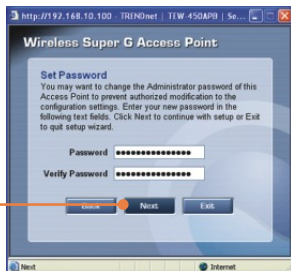 http://192.168.10.100 - TRENDnet | TEW-450APB | Se...
Wireless Super G Access Point
Set Password
You may want to change the Administrator password of this
Access Point to prevent unauthorized modification to the
configuration settings. Enter your new password in the
following text fields. Click Next to continue with setup or Exit
to quit setup wizard.
Password ●●●●●●●●●●●●●●●
Verify Password ●●●●●●●●●●●●●●●
Back Next Exit
Next Internet